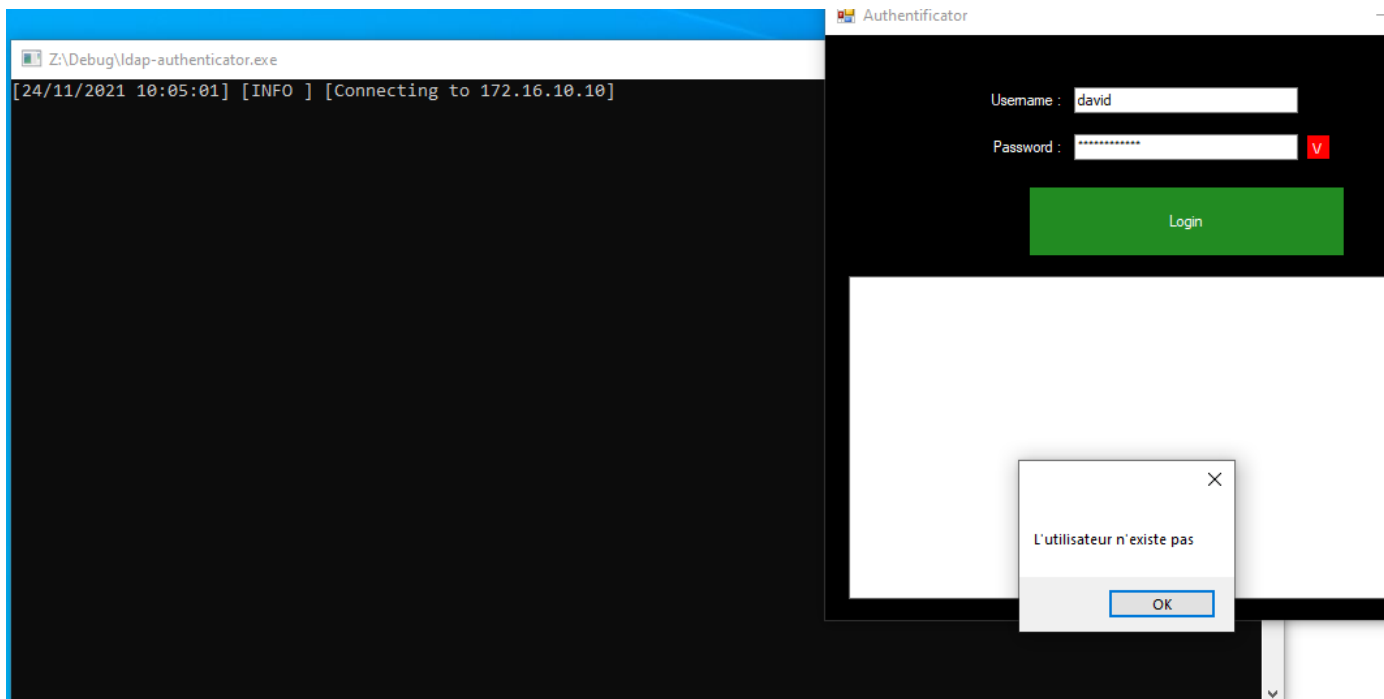 Z:\Debug\ldap-authenticator.exe
[24/11/2021 10:05:01] [INFO ] [Connecting to 172.16.10.10]
Authentificator
Username : david
Password : ************ V
Login
L'utilisateur n'existe pas
OK